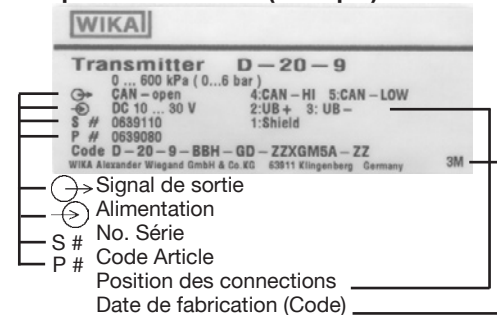 WIKA
Transmitter D-20-9
0 ... 600 kPa ( 0...6 bar )
CAN-open 4:CAN-HI 5:CAN-LOW
DC 10 ... 30 V 2:UB+ 3: UB-
S # 0639110 1:Shield
P # 0639080
Code D-20-9-BBH-GD-ZZXGM5A-ZZ
WIKA Alexander Wiegand GmbH & Co.KG 63911 Klingenberg Germany 3M
Signal de sortie
Alimentation
S # No. Série
P # Code Article
Position des connections
Date de fabrication (Code)